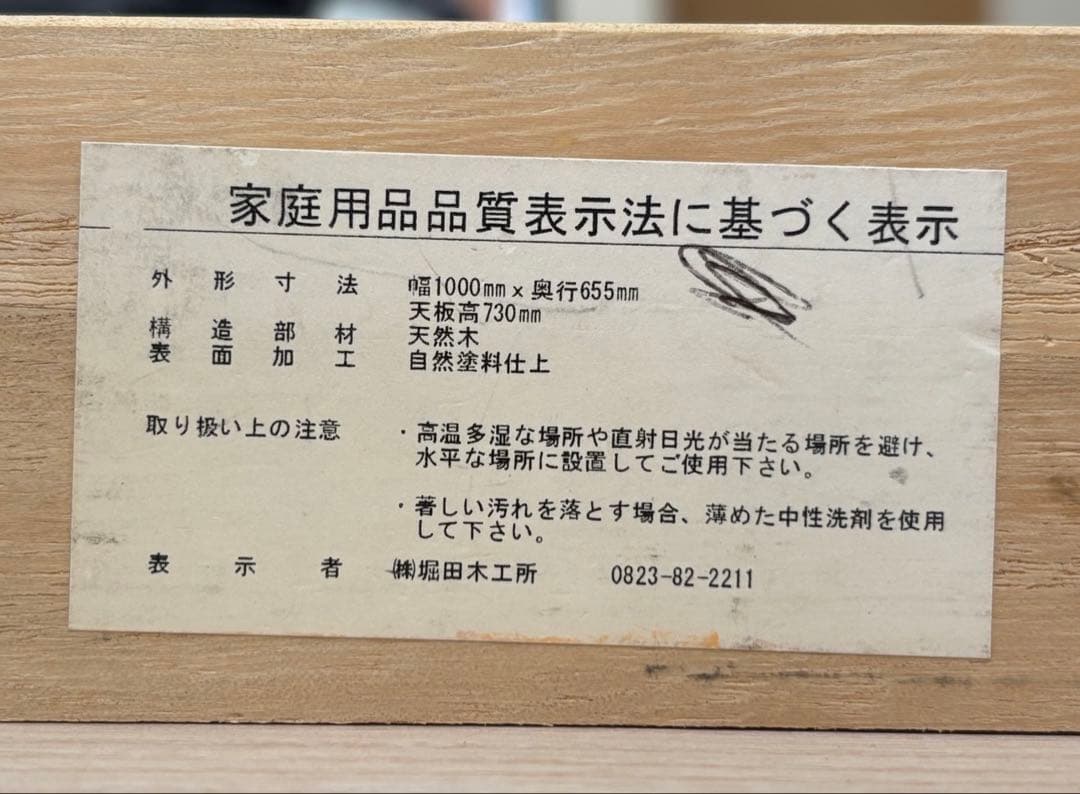 家庭用品品質表示法に基づく表示
外形寸法 幅1000mm x 奥行655mm
天板高730mm
構造部材 天然木
表面加工 自然塗料仕上
取り扱い上の注意 ・高温多湿な場所や直射日光が当たる場所を避け、
水平な場所に設置してご使用下さい。
・著しい汚れを落とす場合、薄めた中性洗剤を使用
して下さい。
表示者 ㈱堀田木工所 0823-82-2211